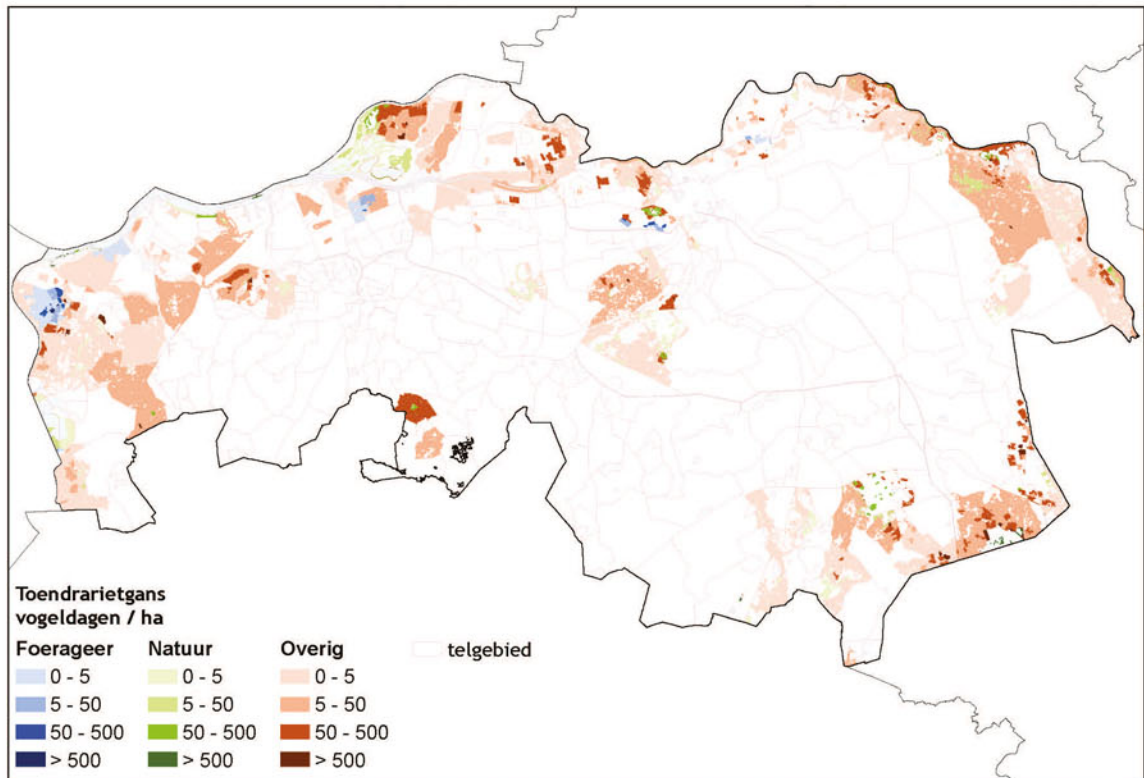 Toendrarietgans
vogeldagen / ha
Foerageer Natuur Overig telgebied
0 - 5 0 - 5 0 - 5
5 - 50 5 - 50 5 - 50
50 - 500 50 - 500 50 - 500
> 500 > 500 > 500